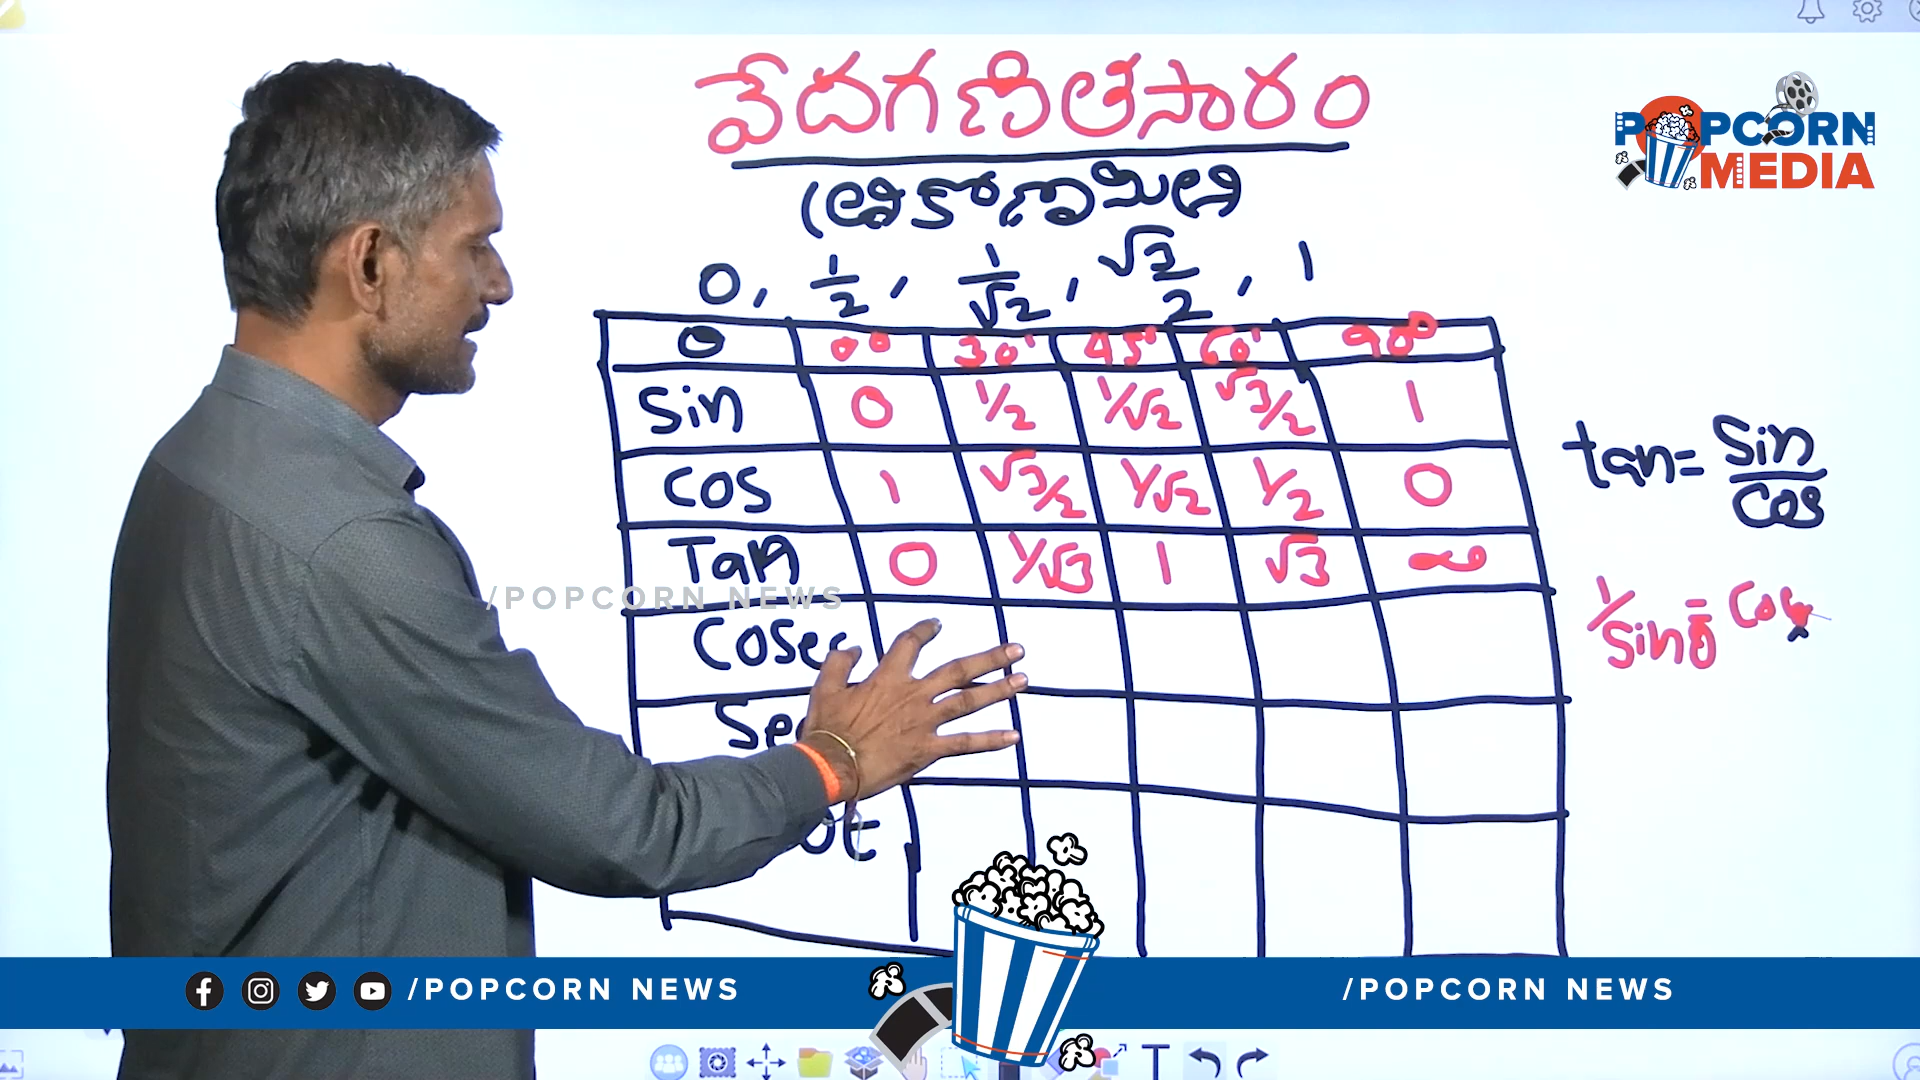 వేదగణితసారం
POPCORN
MEDIA
(త్రికోణామితి
0, 1/2, 1/√2, √3/2, 1
θ 0° 30° 45° 60° 90°
Sin 0 1/2 1/√2 √3/2 1
cos 1 √3/2 1/√2 1/2 0
tan = Sin/Cos
Tan 0 1/√3 1 √3 ∞
/POPCORN NEWS
Cosec
1/Sinθ =
/POPCORN NEWS
/POPCORN NEWS